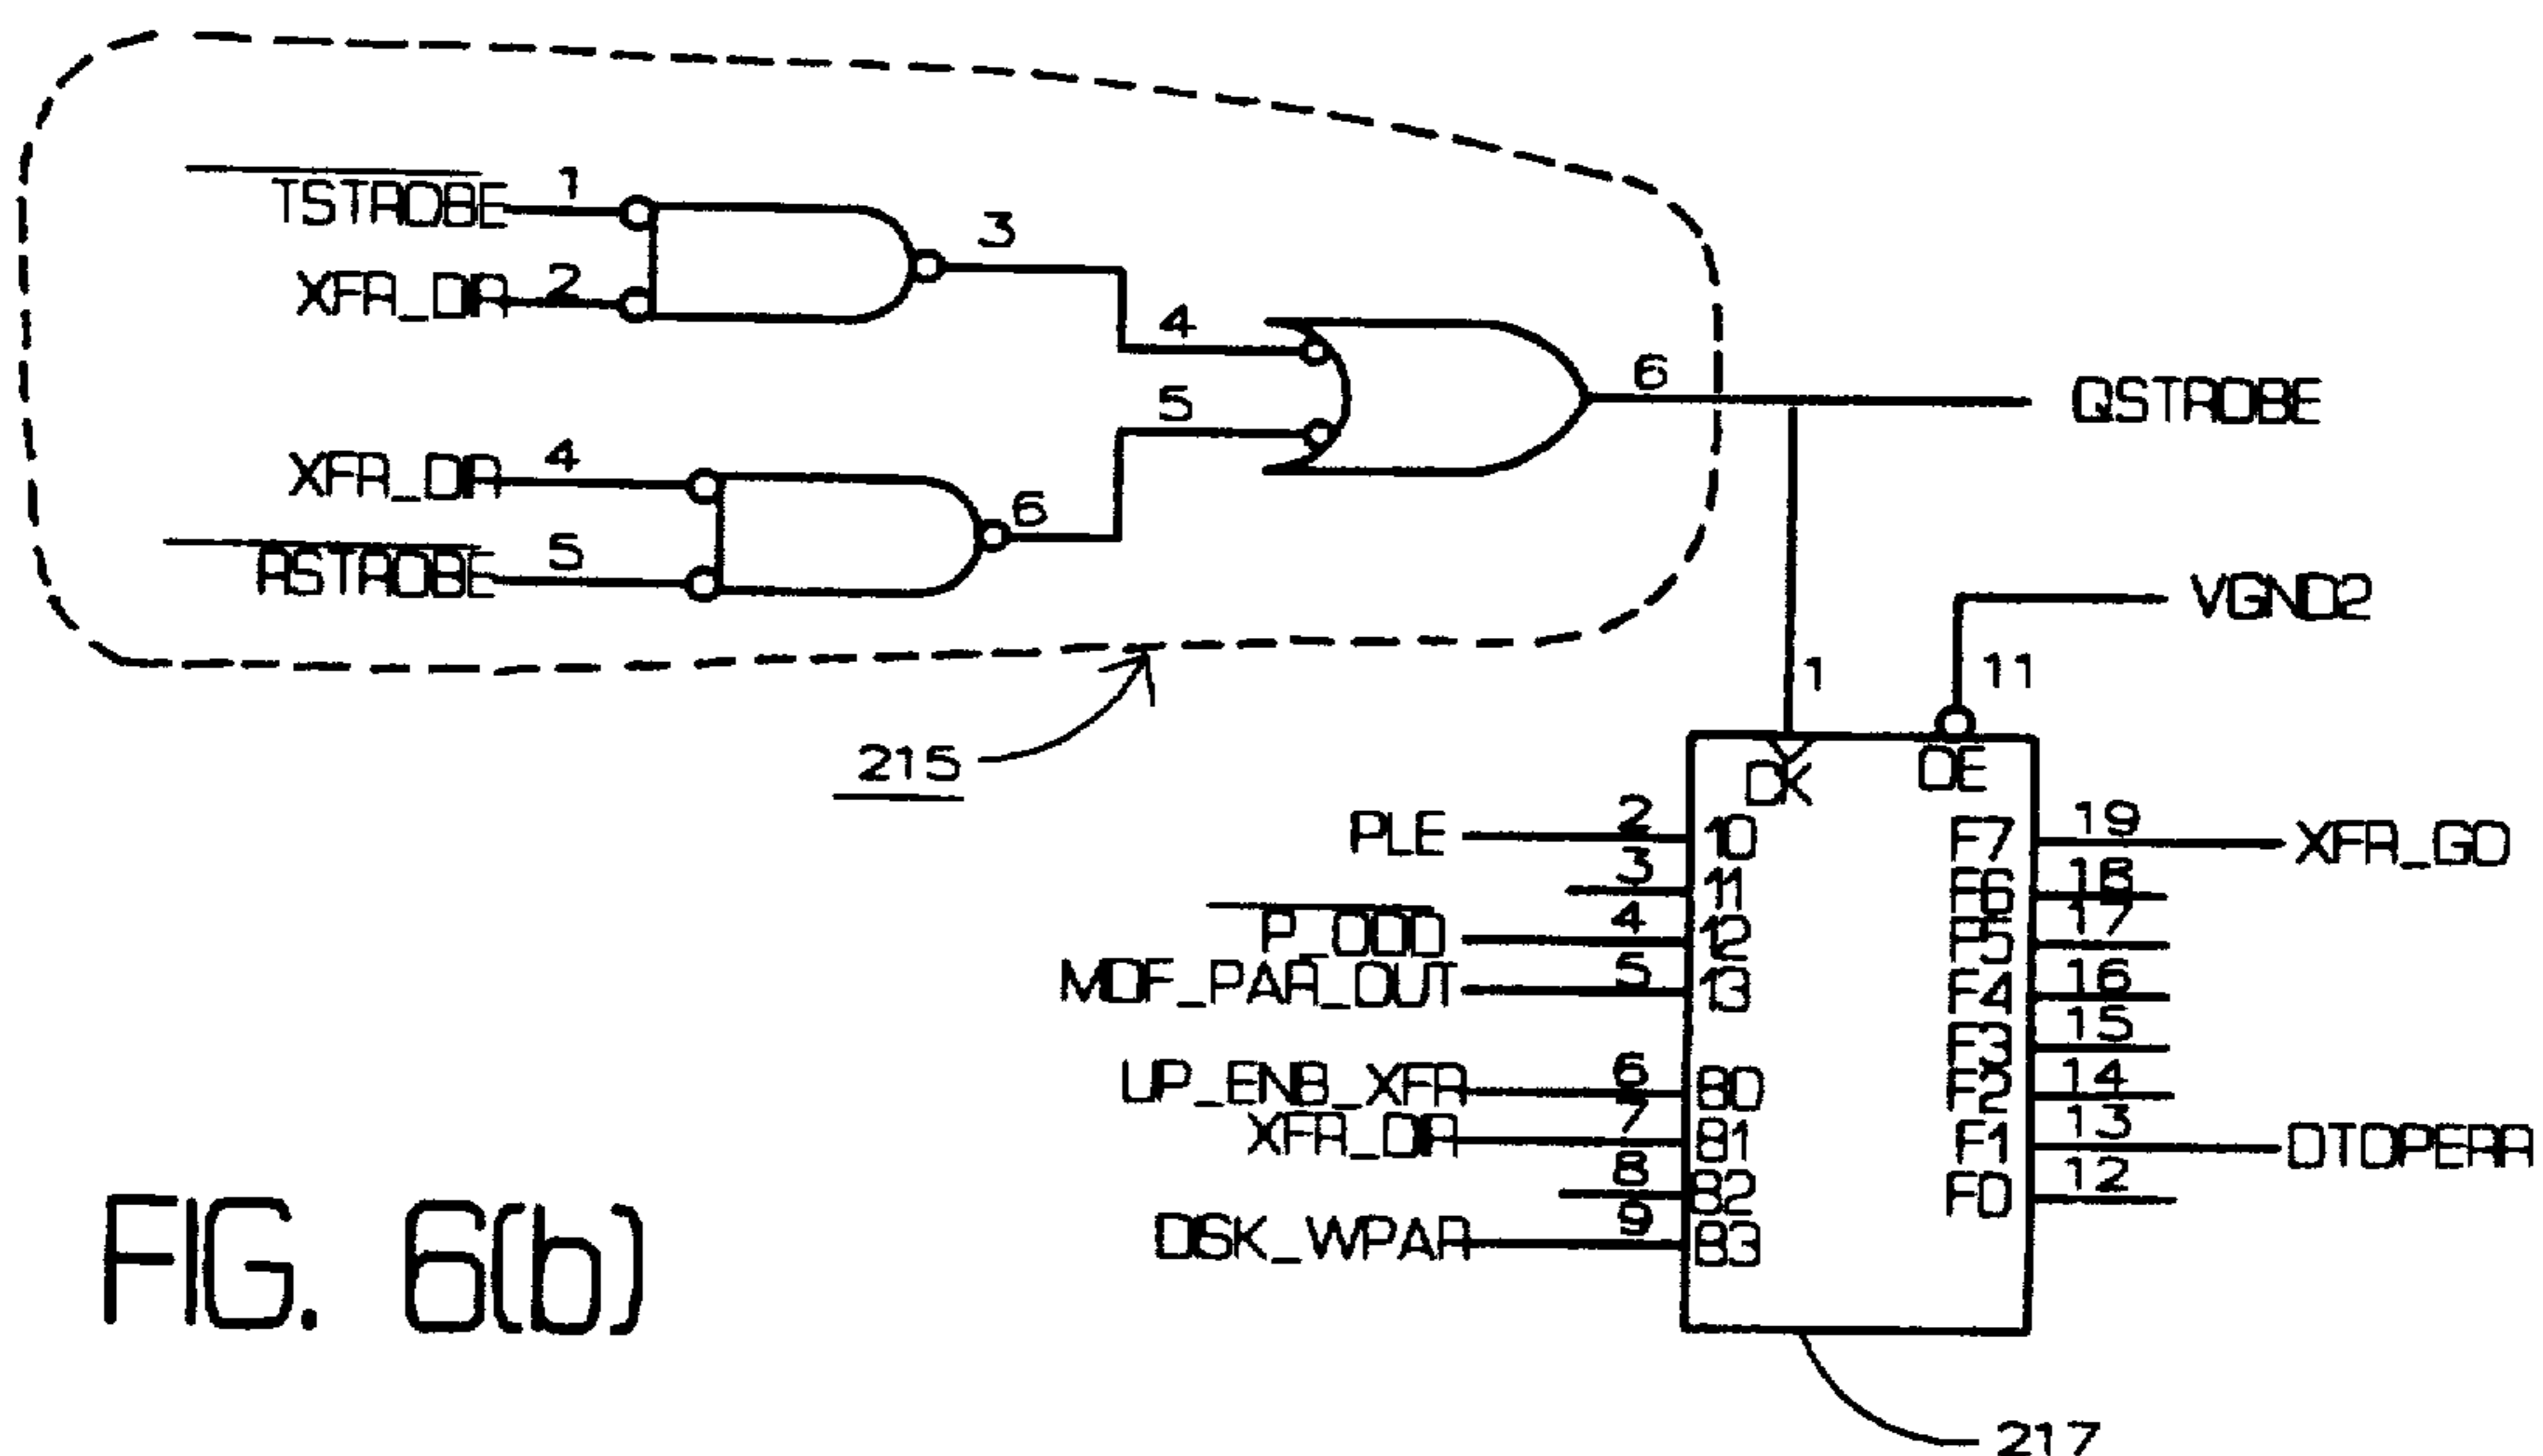 TSTROBE 1
3
XFR_DIR 2
4
6
QSTROBE
5
XFR_DIR 4
6
RSTROBE 5
VGND2
1
11
215
CK
OE
PLE 2 10 F7 19 XFR_GO
3 11 F6 18
P_ODD 4 12 F5 17
MDF_PAR_OUT 5 13 F4 16
F3 15
UP_ENB_XFR 6 B0 F2 14
XFR_DIR 7 B1 F1 13 DTOPERR
8 B2 F0 12
DISK_WPAR 9 B3
FIG. 6(b)
217